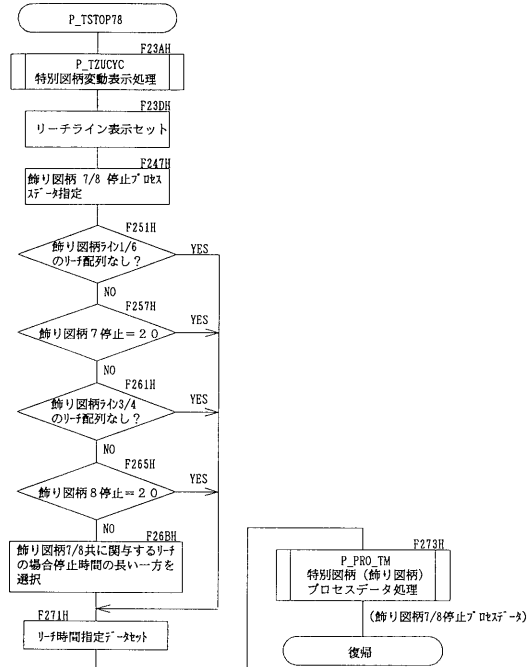 P_TSTOP78
F23AH
P_TZUCYC
特別図柄変動表示処理
F23DH
リーチライン表示セット
F247H
飾り図柄 7/8 停止ﾌﾟﾛｾｽ
ｽﾃﾞｰﾀ指定
F251H
飾り図柄ﾗｲﾝ1/6
のﾘｰﾁ配列なし?
YES
NO
F257H
飾り図柄7停止=20
YES
NO
F261H
飾り図柄ﾗｲﾝ3/4
のﾘｰﾁ配列なし?
YES
NO
F265H
飾り図柄8停止=20
YES
NO
F26BH
飾り図柄7/8共に関与するﾘｰﾁ
の場合停止時間の長い一方を
選択
F271H
ﾘｰﾁ時間指定データセット
F273H
P_PRO_TM
特別図柄(飾り図柄)
プロセスデータ処理
(飾り図柄7/8停止ﾌﾟﾛｾｽﾃﾞｰﾀ)
復帰